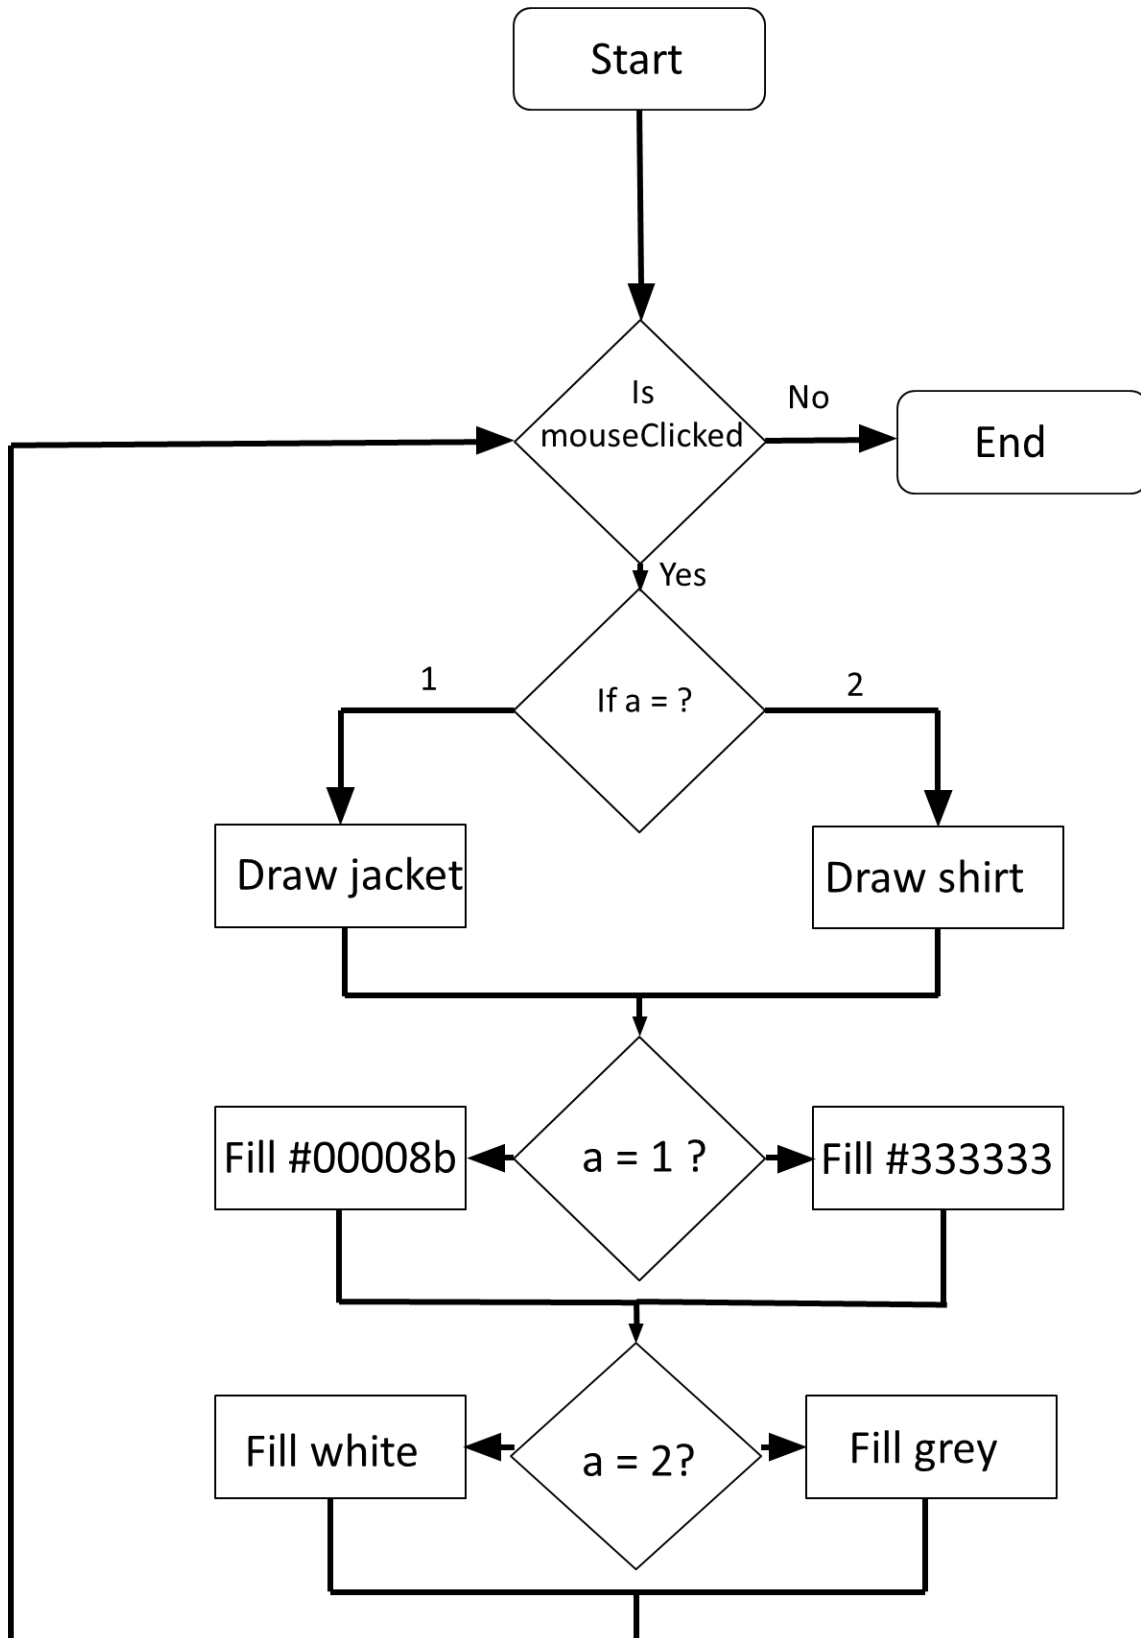 Start
Is
mouseClicked
No
End
Yes
1
If a = ?
2
Draw jacket
Draw shirt
Fill #00008b
a = 1 ?
Fill #333333
Fill white
a = 2?
Fill grey